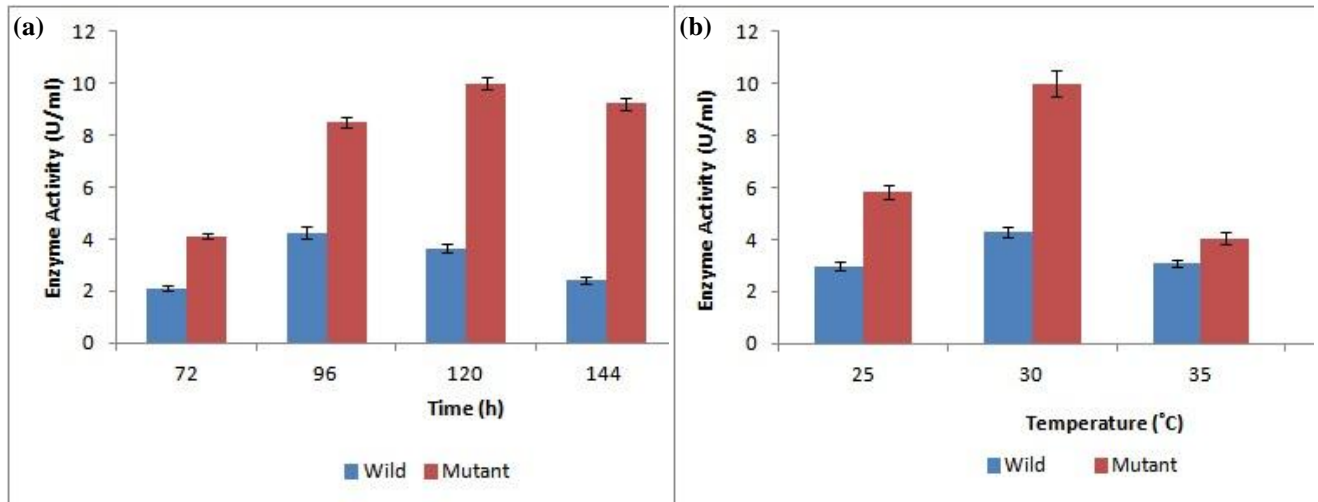 (a)
12
10
8
6
4
2
0
Enzyme Activity (U/ml)
72 96 120 144
Time (h)
Wild Mutant
(b)
12
10
8
6
4
2
0
Enzyme Activity (U/ml)
25 30 35
Temperature (˚C)
Wild Mutant